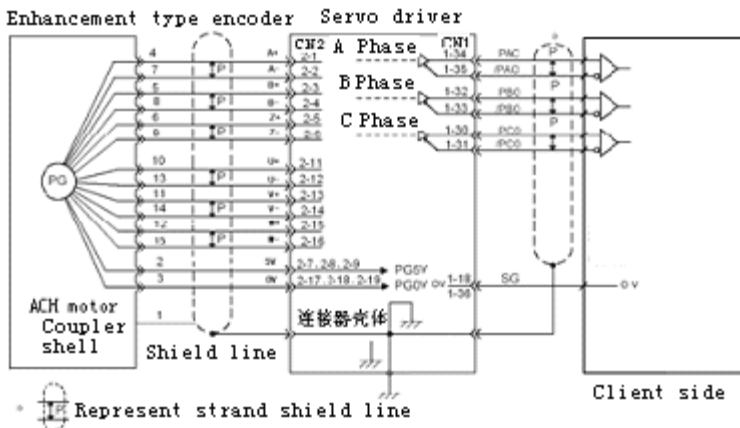 Enhancement type encoder
Servo driver
CN2
A Phase
CN1
4
A+
2-1
1-34
PAO
P
7
A-
2-2
1-35
/PAO
5
B+
2-3
B Phase
1-32
PBO
P
8
B-
2-4
1-33
/PBO
6
Z+
2-5
C Phase
1-30
PCO
P
9
Z-
2-6
1-31
/PCO
10
U+
2-11
PG
13
U-
2-12
P
11
V+
2-13
14
V-
2-14
P
12
W+
2-15
15
W-
2-16
P
2
5V
2-7, 2-8, 2-9
PG5V
3
0V
2-17, 2-18, 2-19
PG0V
0V
1-18
1-36
SG
0V
ACH motor
Coupler
shell
1
连接器壳体
Shield line
Client side
* P Represent strand shield line